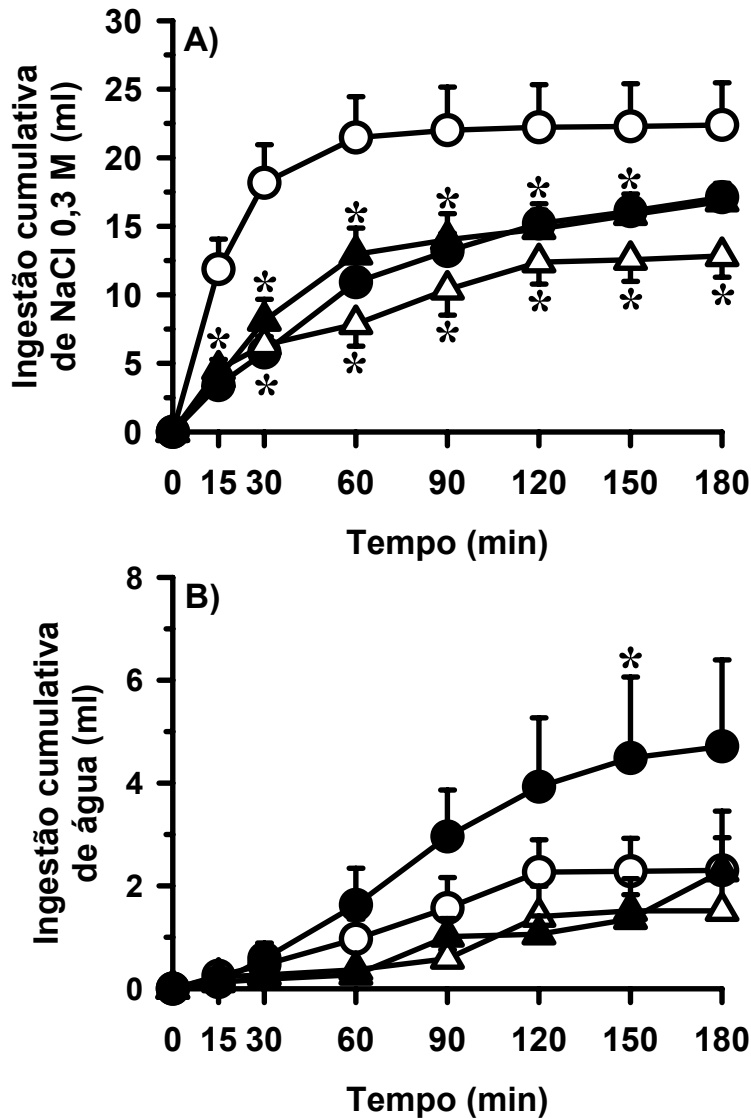 A)
Ingestão cumulativa
de NaCl 0,3 M (ml)
30
25
20
15
10
5
0
* * * * * *
* * * * * *
0 15 30 60 90 120 150 180
Tempo (min)
B)
Ingestão cumulativa
de água (ml)
8
6
4
2
0
*
0 15 30 60 90 120 150 180
Tempo (min)